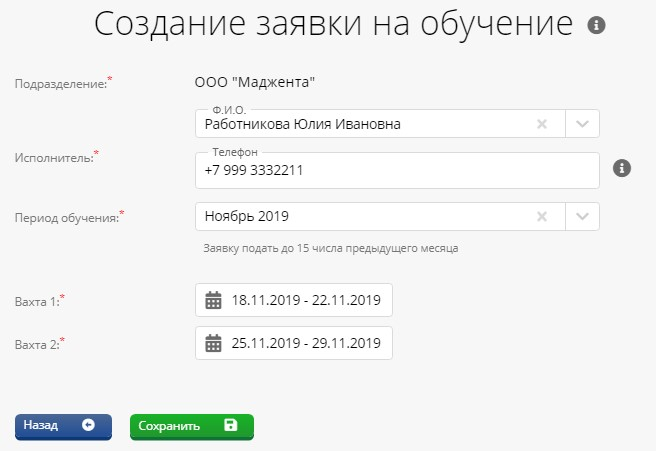 Создание заявки на обучение
Подразделение:*
ООО "Маджента"
Ф.И.О.
Работникова Юлия Ивановна
Исполнитель:*
Телефон
+7 999 3332211
Период обучения:*
Ноябрь 2019
Заявку подать до 15 числа предыдущего месяца
Вахта 1:*
18.11.2019 - 22.11.2019
Вахта 2:*
25.11.2019 - 29.11.2019
Назад
Сохранить